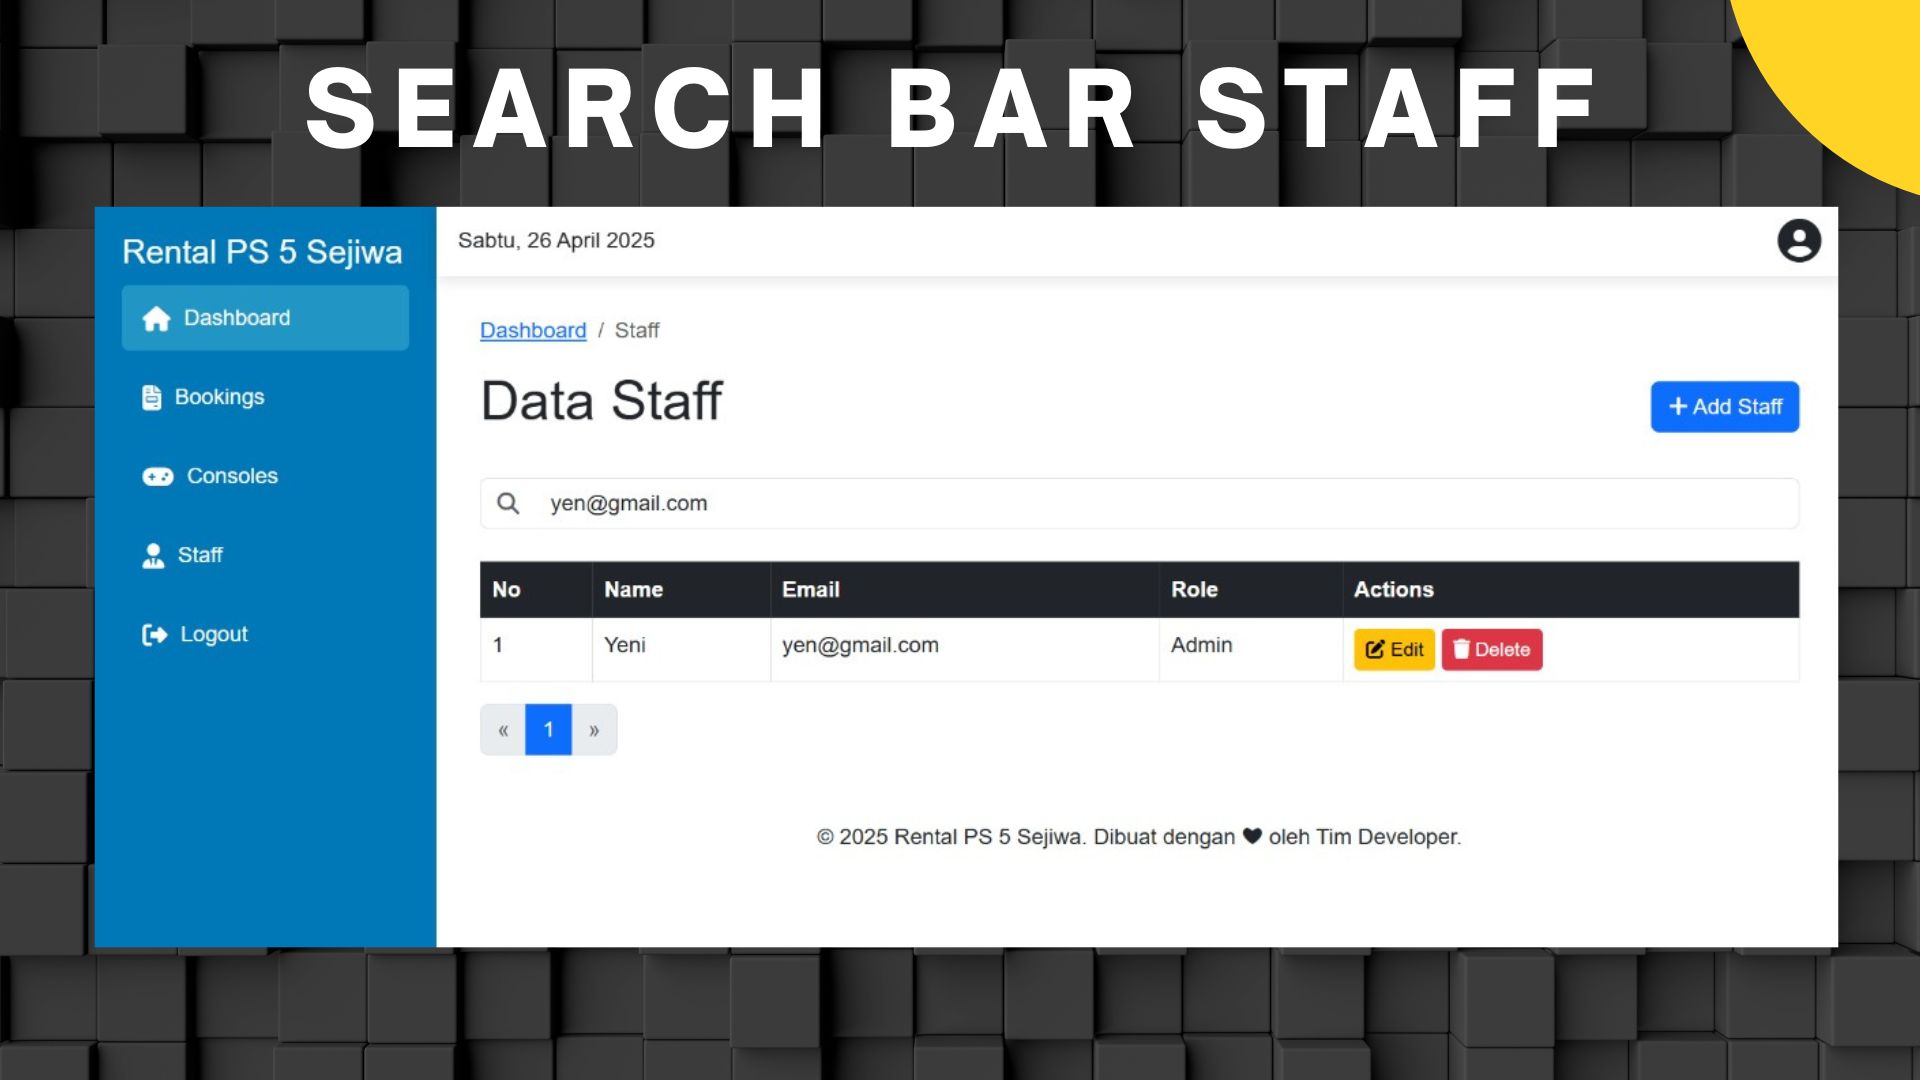 SEARCH BAR STAFF
Rental PS 5 Sejiwa
Dashboard
Bookings
Consoles
Staff
Logout
Sabtu, 26 April 2025
Dashboard / Staff
Data Staff
+ Add Staff
yen@gmail.com
No Name Email Role Actions
1 Yeni yen@gmail.com Admin Edit Delete
« 1 »
© 2025 Rental PS 5 Sejiwa. Dibuat dengan ♥ oleh Tim Developer.